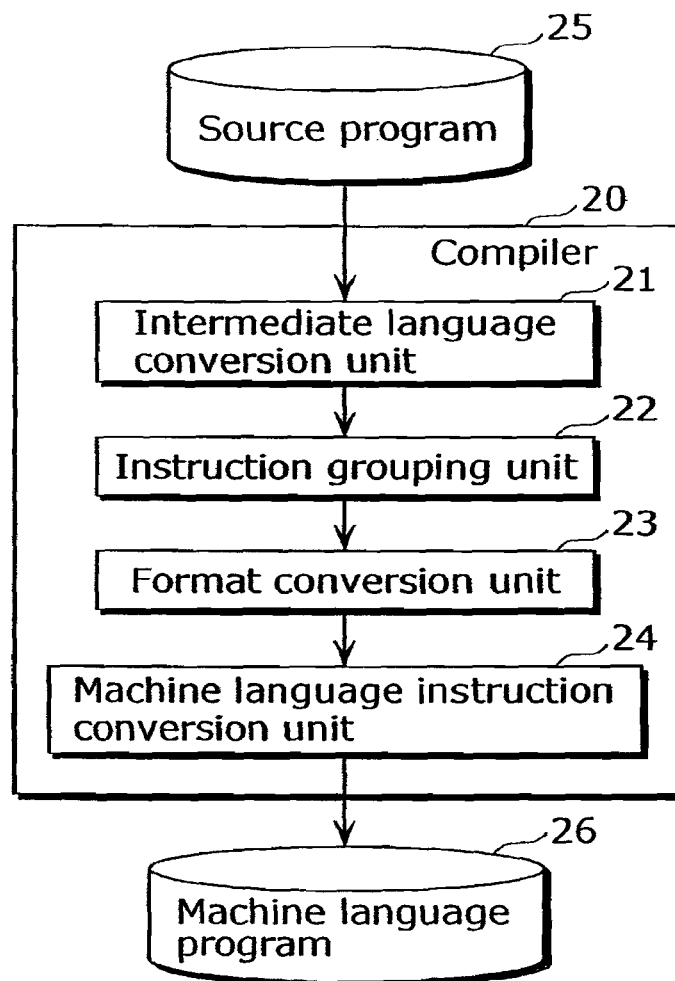 25
Source program
20
Compiler
21
Intermediate language
conversion unit
22
Instruction grouping unit
23
Format conversion unit
24
Machine language instruction
conversion unit
26
Machine language
program